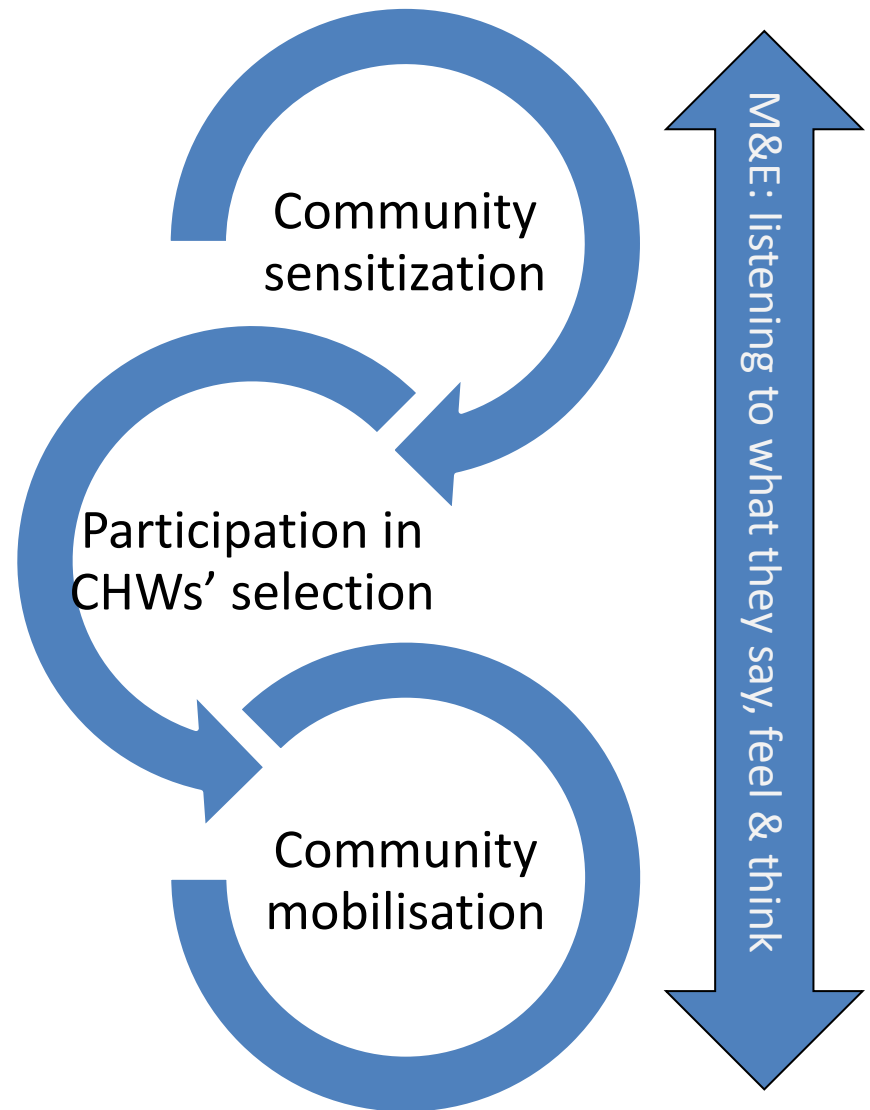 Community
sensitization
Participation in
CHWs’ selection
Community
mobilisation
M&E: listening to what they say, feel & think